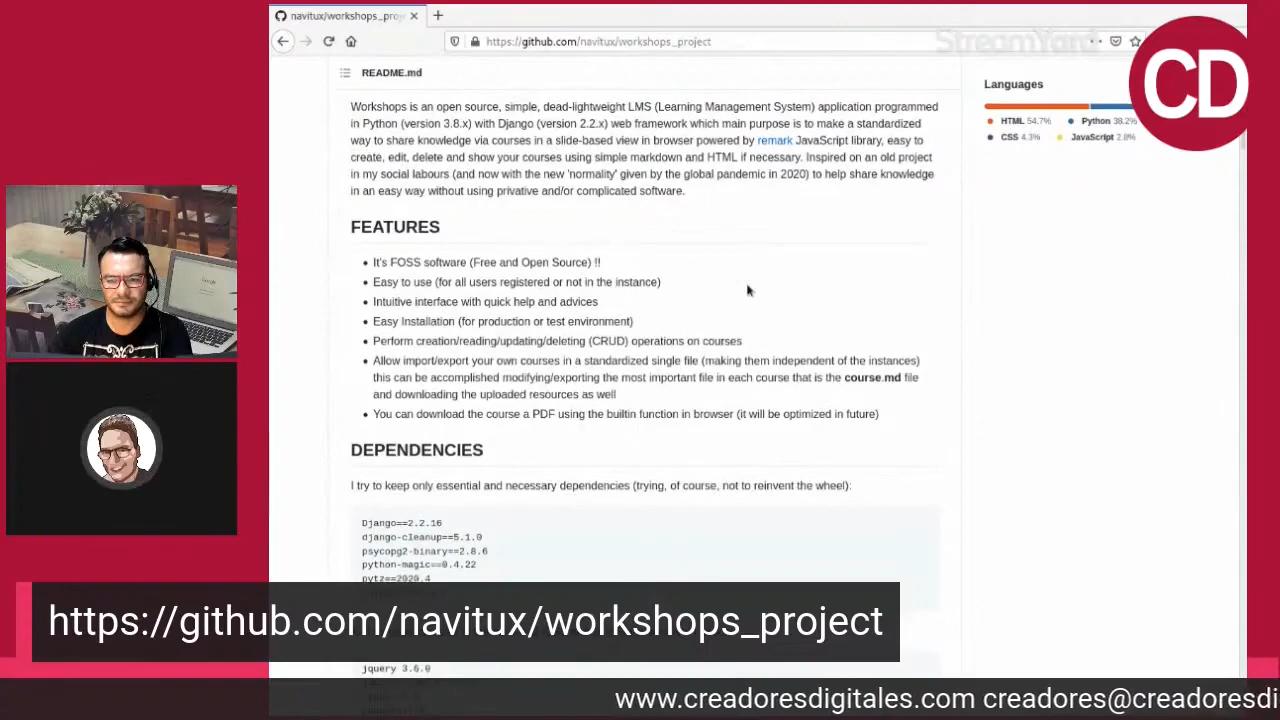 navitux/workshops_proj
https://github.com/navitux/workshops_project
StreamYard
CD
README.md
Workshops is an open source, simple, dead-lightweight LMS (Learning Management System) application programmed
in Python (version 3.8.x) with Django (version 2.2.x) web framework which main purpose is to make a standardized
way to share knowledge via courses in a slide-based view in browser powered by remark JavaScript library, easy to
create, edit, delete and show your courses using simple markdown and HTML if necessary. Inspired on an old project
in my social labours (and now with the new 'normality' given by the global pandemic in 2020) to help share knowledge
in an easy way without using privative and/or complicated software.
Languages
HTML 54.7%
Python 38.2%
CSS 4.3%
JavaScript 2.8%
FEATURES
It's FOSS software (Free and Open Source) !!
Easy to use (for all users registered or not in the instance)
Intuitive interface with quick help and advices
Easy Installation (for production or test environment)
Perform creation/reading/updating/deleting (CRUD) operations on courses
Allow import/export your own courses in a standardized single file (making them independent of the instances)
this can be accomplished modifying/exporting the most important file in each course that is the course.md file
and downloading the uploaded resources as well
You can download the course a PDF using the builtin function in browser (it will be optimized in future)
DEPENDENCIES
I try to keep only essential and necessary dependencies (trying, of course, not to reinvent the wheel):
Django==2.2.16
django-cleanup==5.1.0
psycopg2-binary==2.8.6
python-magic==0.4.22
pytz==2020.4
https://github.com/navitux/workshops_project
jquery 3.6.0
www.creadoresdigitales.com creadores@creadoresdi